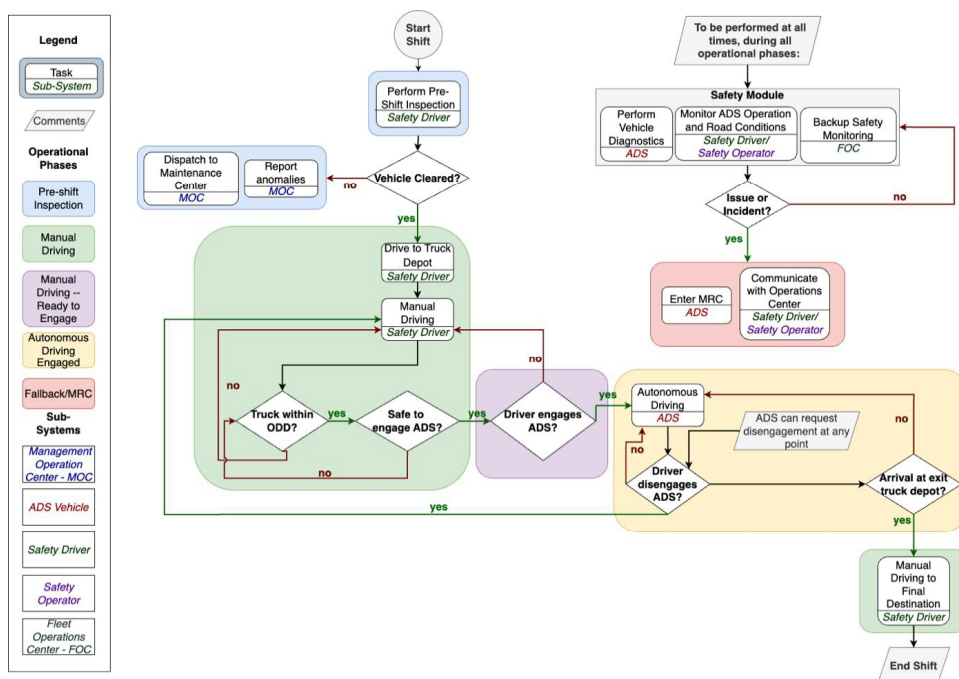 Legend
Task
Sub-System
Comments
Operational
Phases
Pre-shift
Inspection
Manual
Driving
Manual
Driving --
Ready to
Engage
Autonomous
Driving
Engaged
Fallback/MRC
Sub-
Systems
Management
Operation
Center - MOC
ADS Vehicle
Safety Driver
Safety
Operator
Fleet
Operations
Center - FOC
Start
Shift
Perform Pre-
Shift Inspection
Safety Driver
Vehicle Cleared?
no
Dispatch to
Maintenance
Center
MOC
Report
anomalies
MOC
yes
Drive to Truck
Depot
Safety Driver
Manual
Driving
Safety Driver
no
Truck within
ODD?
yes
Safe to
engage ADS?
no
yes
Driver engages
ADS?
no
yes
Autonomous
Driving
ADS
ADS can request
disengagement at any
point
no
Driver
disengages
ADS?
yes
no
Arrival at exit
truck depot?
yes
Manual
Driving to
Final
Destination
Safety Driver
End Shift
To be performed at all
times, during all
operational phases:
Safety Module
Perform
Vehicle
Diagnostics
ADS
Monitor ADS Operation
and Road Conditions
Safety Driver/
Safety Operator
Backup Safety
Monitoring
FOC
Issue or
Incident?
no
yes
Enter MRC
ADS
Communicate
with Operations
Center
Safety Driver/
Safety Operator